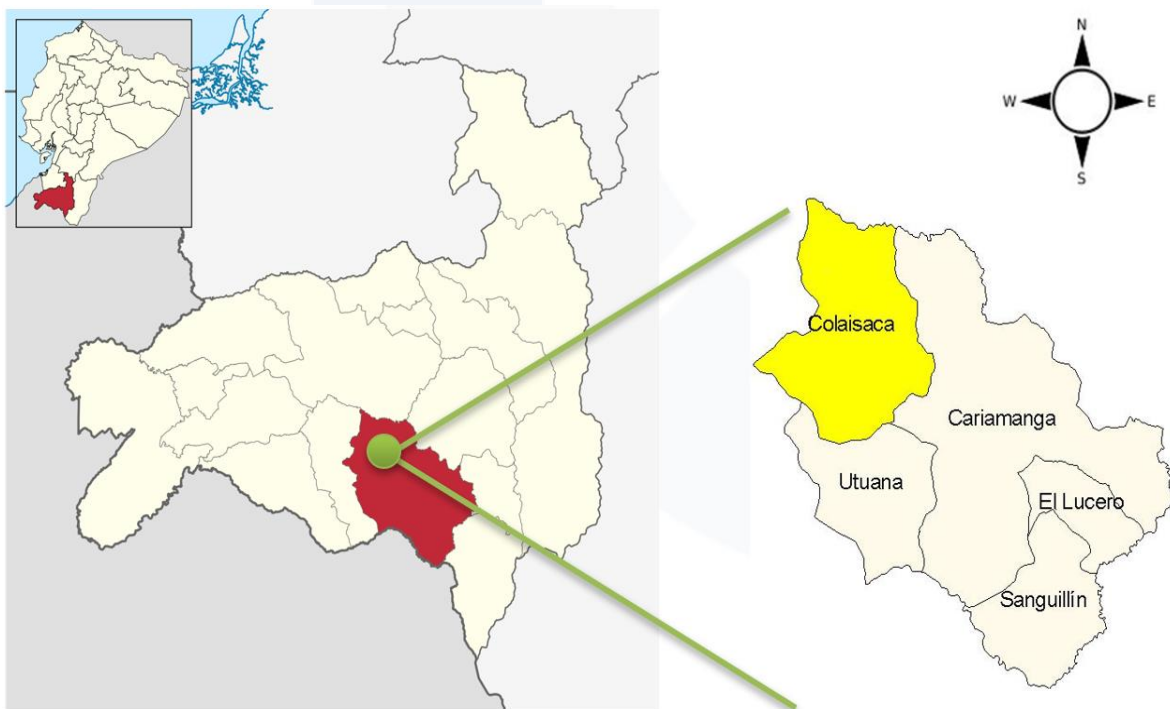 N
W
E
S
Colaisaca
Cariamanga
Utuana
El Lucero
Sanguillín